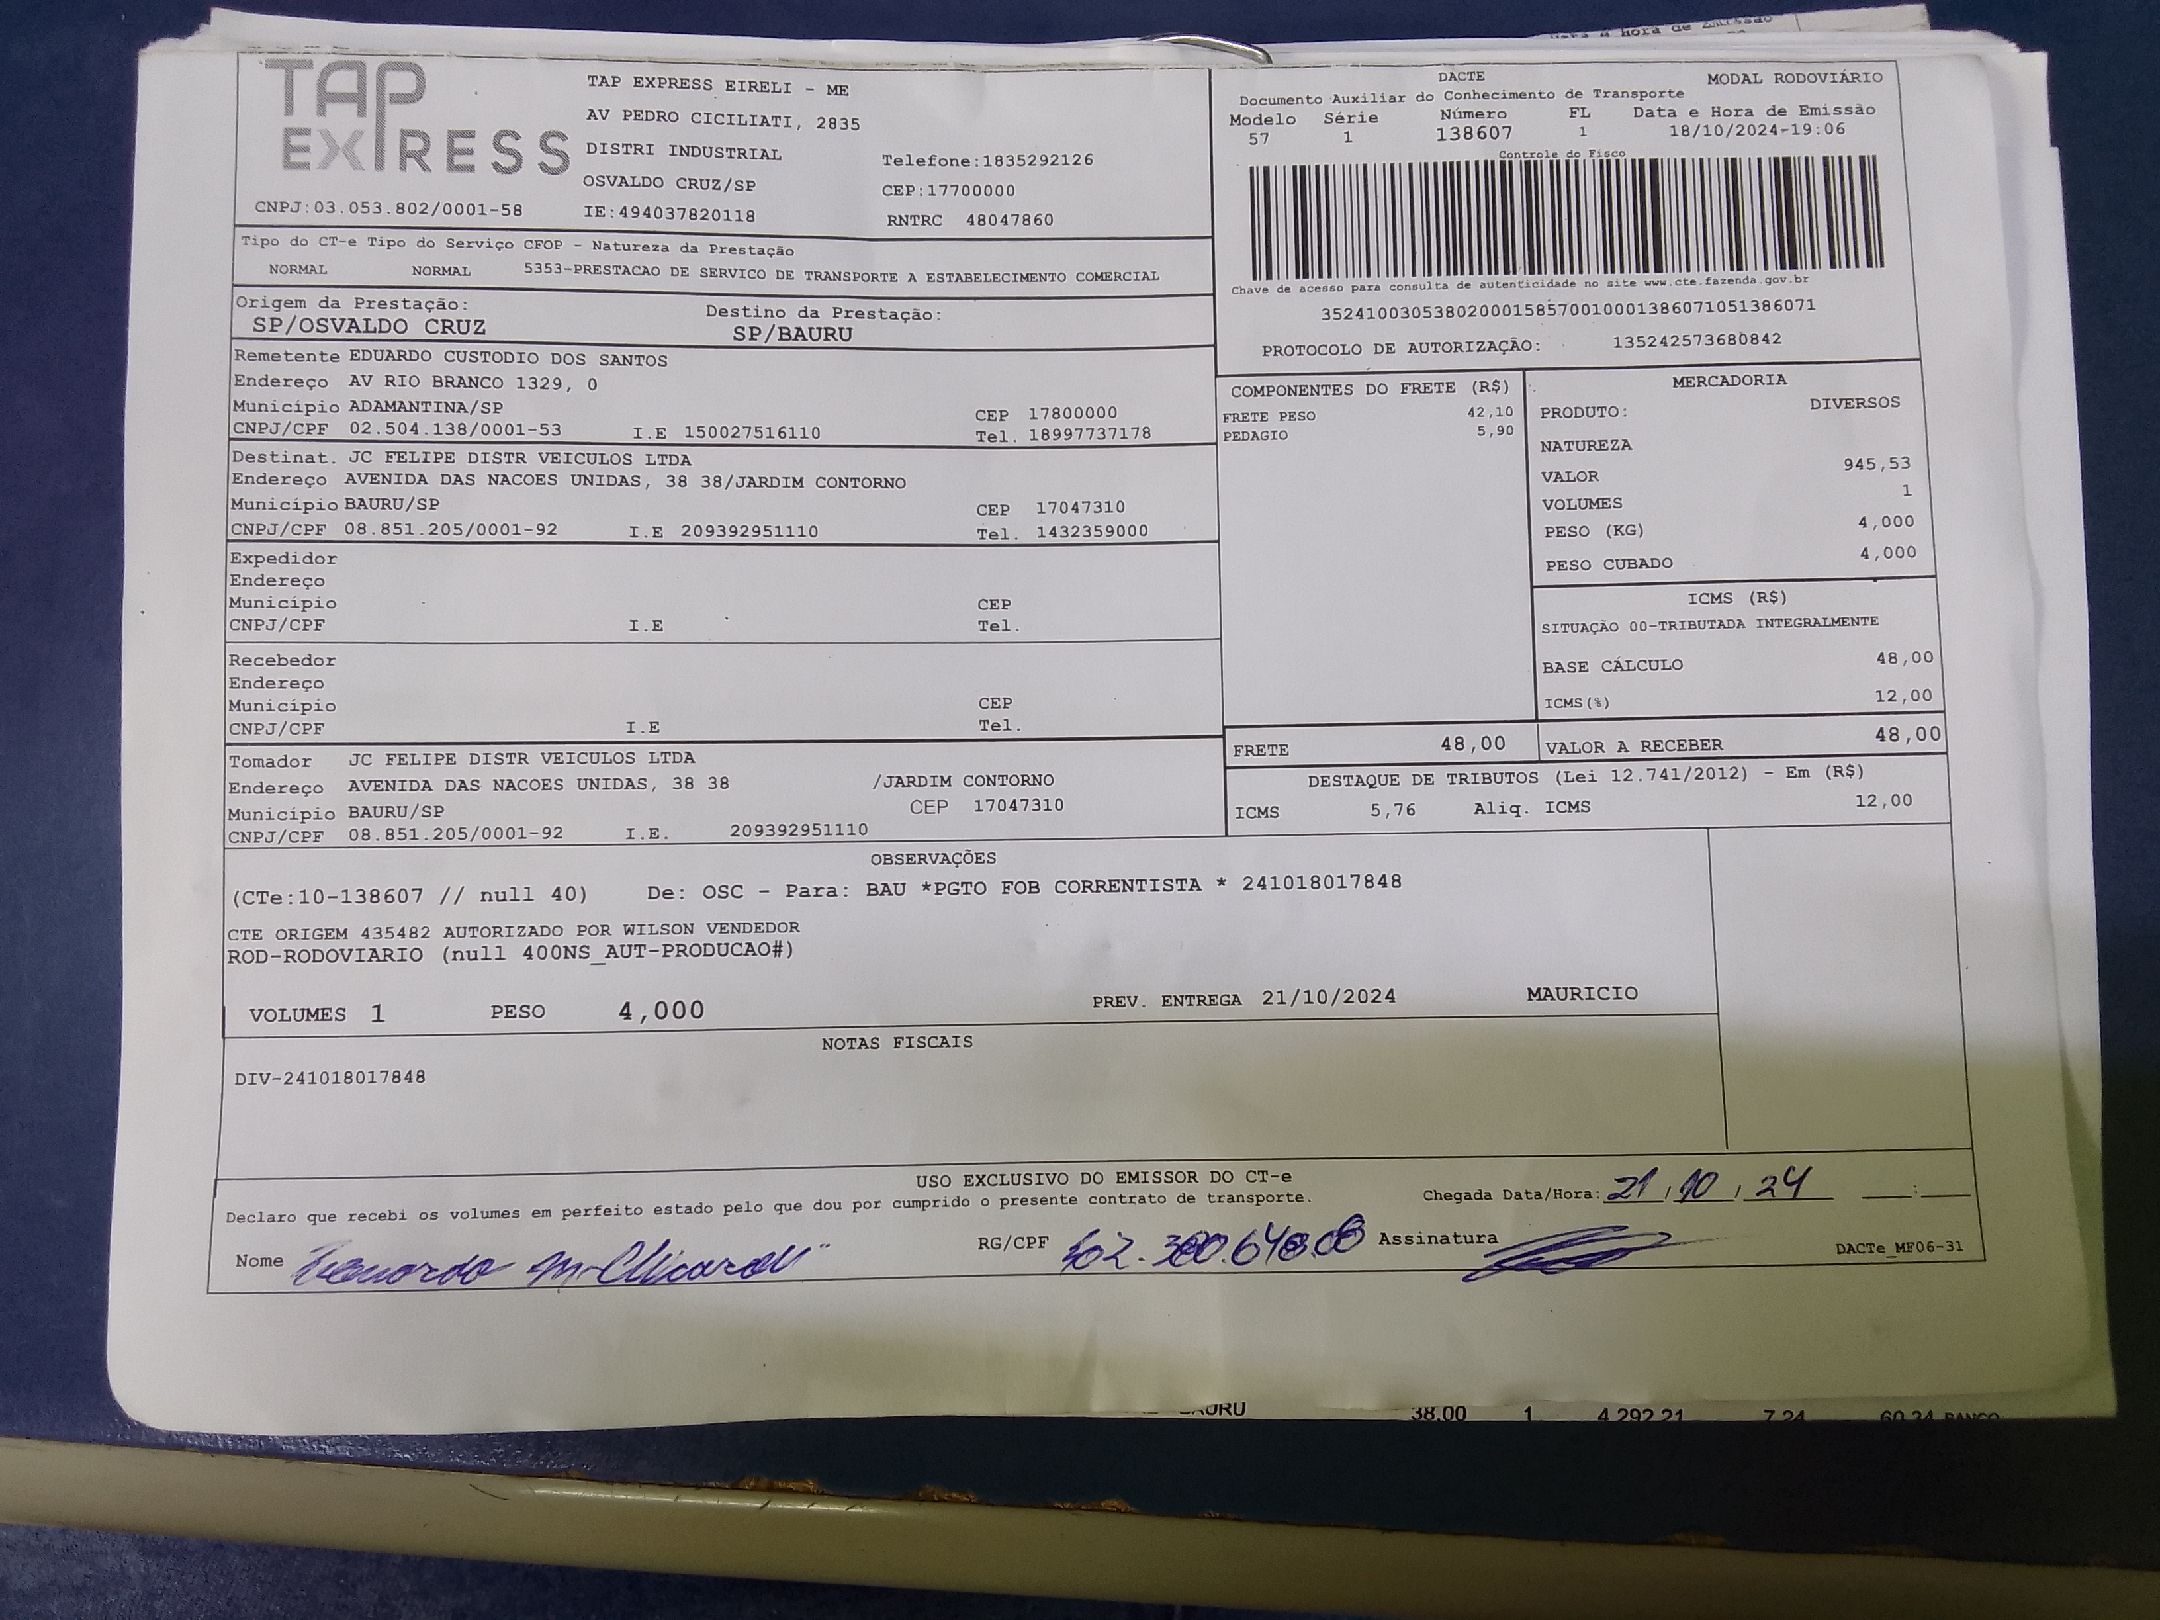 TAP EXPRESS
TAP EXPRESS EIRELI - ME
AV PEDRO CICILIATI, 2835
DISTRI INDUSTRIAL Telefone:1835292126
OSVALDO CRUZ/SP CEP:17700000
CNPJ:03.053.802/0001-58 IE:494037820118 RNTRC 48047860
DACTE MODAL RODOVIÁRIO
Documento Auxiliar do Conhecimento de Transporte
Modelo Série Número FL Data e Hora de Emissão
57 1 138607 1 18/10/2024-19:06
Controle do Fisco
Chave de acesso para consulta de autenticidade no site www.cte.fazenda.gov.br
35241003053802000158570010001386071051386071
PROTOCOLO DE AUTORIZAÇÃO: 135242573680842
Tipo do CT-e Tipo do Serviço CFOP - Natureza da Prestação
NORMAL NORMAL 5353-PRESTACAO DE SERVICO DE TRANSPORTE A ESTABELECIMENTO COMERCIAL
Origem da Prestação: Destino da Prestação:
SP/OSVALDO CRUZ SP/BAURU
Remetente EDUARDO CUSTODIO DOS SANTOS
Endereço AV RIO BRANCO 1329, 0
Município ADAMANTINA/SP CEP 17800000
CNPJ/CPF 02.504.138/0001-53 I.E 150027516110 Tel. 18997737178
Destinat. JC FELIPE DISTR VEICULOS LTDA
Endereço AVENIDA DAS NACOES UNIDAS, 38 38/JARDIM CONTORNO
Município BAURU/SP CEP 17047310
CNPJ/CPF 08.851.205/0001-92 I.E 209392951110 Tel. 1432359000
Expedidor
Endereço
Município CEP
CNPJ/CPF I.E Tel.
Recebedor
Endereço
Município CEP
CNPJ/CPF I.E Tel.
Tomador JC FELIPE DISTR VEICULOS LTDA
Endereço AVENIDA DAS NACOES UNIDAS, 38 38 /JARDIM CONTORNO
Município BAURU/SP CEP 17047310
CNPJ/CPF 08.851.205/0001-92 I.E. 209392951110
COMPONENTES DO FRETE (R$)
FRETE PESO 42,10
PEDAGIO 5,90
MERCADORIA
PRODUTO: DIVERSOS
NATUREZA
VALOR 945,53
VOLUMES 1
PESO (KG) 4,000
PESO CUBADO 4,000
ICMS (R$)
SITUAÇÃO 00-TRIBUTADA INTEGRALMENTE
BASE CÁLCULO 48,00
ICMS(%) 12,00
FRETE 48,00 VALOR A RECEBER 48,00
DESTAQUE DE TRIBUTOS (Lei 12.741/2012) - Em (R$)
ICMS 5,76 Aliq. ICMS 12,00
OBSERVAÇÕES
(CTe:10-138607 // null 40) De: OSC - Para: BAU *PGTO FOB CORRENTISTA * 241018017848
CTE ORIGEM 435482 AUTORIZADO POR WILSON VENDEDOR
ROD-RODOVIARIO (null 400NS_AUT-PRODUCAO#)
VOLUMES 1 PESO 4,000 PREV. ENTREGA 21/10/2024 MAURICIO
NOTAS FISCAIS
DIV-241018017848
USO EXCLUSIVO DO EMISSOR DO CT-e
Declaro que recebi os volumes em perfeito estado pelo que dou por cumprido o presente contrato de transporte.
Chegada Data/Hora: 21/10/24 :
Nome RG/CPF Assinatura
DACTe_MF06-31
38,00 1 4.292,21 7,24 60,24